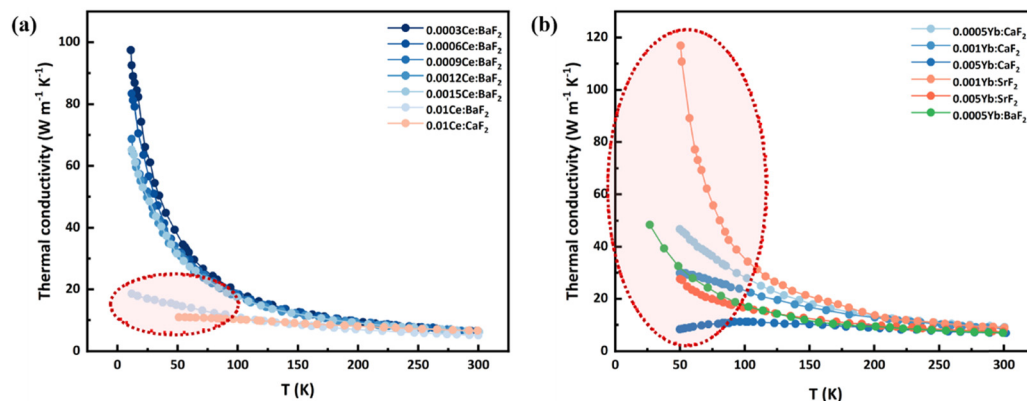 (a)
Thermal conductivity (W m⁻¹ K⁻¹)
100
80
60
40
20
0
0.0003Ce:BaF₂
0.0006Ce:BaF₂
0.0009Ce:BaF₂
0.0012Ce:BaF₂
0.0015Ce:BaF₂
0.01Ce:BaF₂
0.01Ce:CaF₂
0 50 100 150 200 250 300
T (K)
(b)
Thermal conductivity (W m⁻¹ K⁻¹)
120
100
80
60
40
20
0
0.0005Yb:CaF₂
0.001Yb:CaF₂
0.005Yb:CaF₂
0.001Yb:SrF₂
0.005Yb:SrF₂
0.0005Yb:BaF₂
0 50 100 150 200 250 300
T (K)